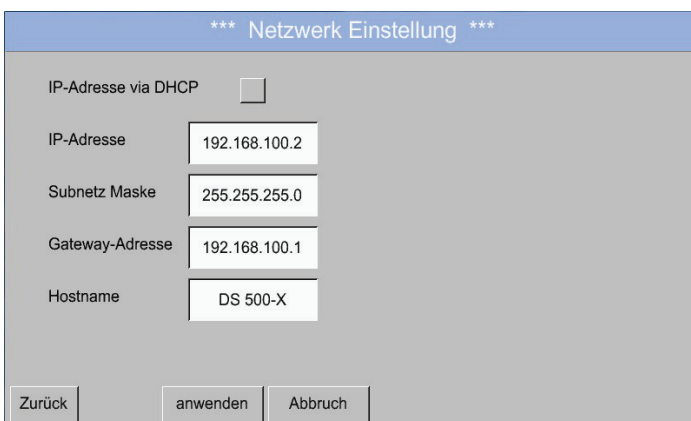 *** Netzwerk Einstellung ***
IP-Adresse via DHCP
IP-Adresse 192.168.100.2
Subnetz Maske 255.255.255.0
Gateway-Adresse 192.168.100.1
Hostname DS 500-X
Zurück anwenden Abbruch